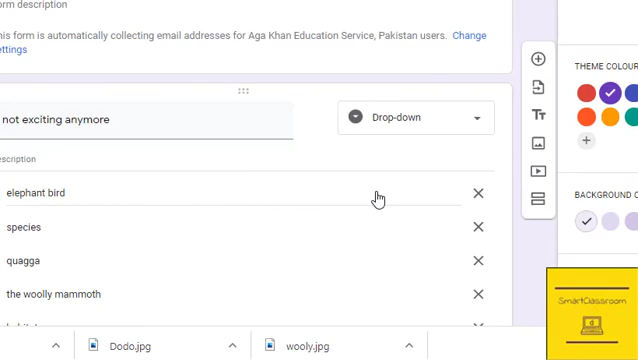 orm description
his form is automatically collecting email addresses for Aga Khan Education Service, Pakistan users. Change
ettings
not exciting anymore
Drop-down
escription
elephant bird
species
quagga
the woolly mammoth
THEME COLOUR
Tt
BACKGROUND C
SmartClassroom
Dodo.jpg
wooly.jpg